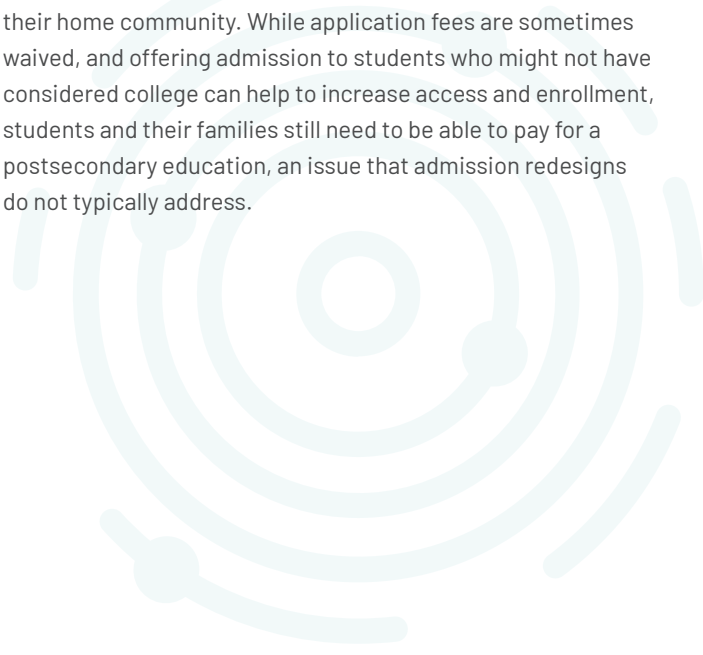 their home community. While application fees are sometimes
waived, and offering admission to students who might not have
considered college can help to increase access and enrollment,
students and their families still need to be able to pay for a
postsecondary education, an issue that admission redesigns
do not typically address.